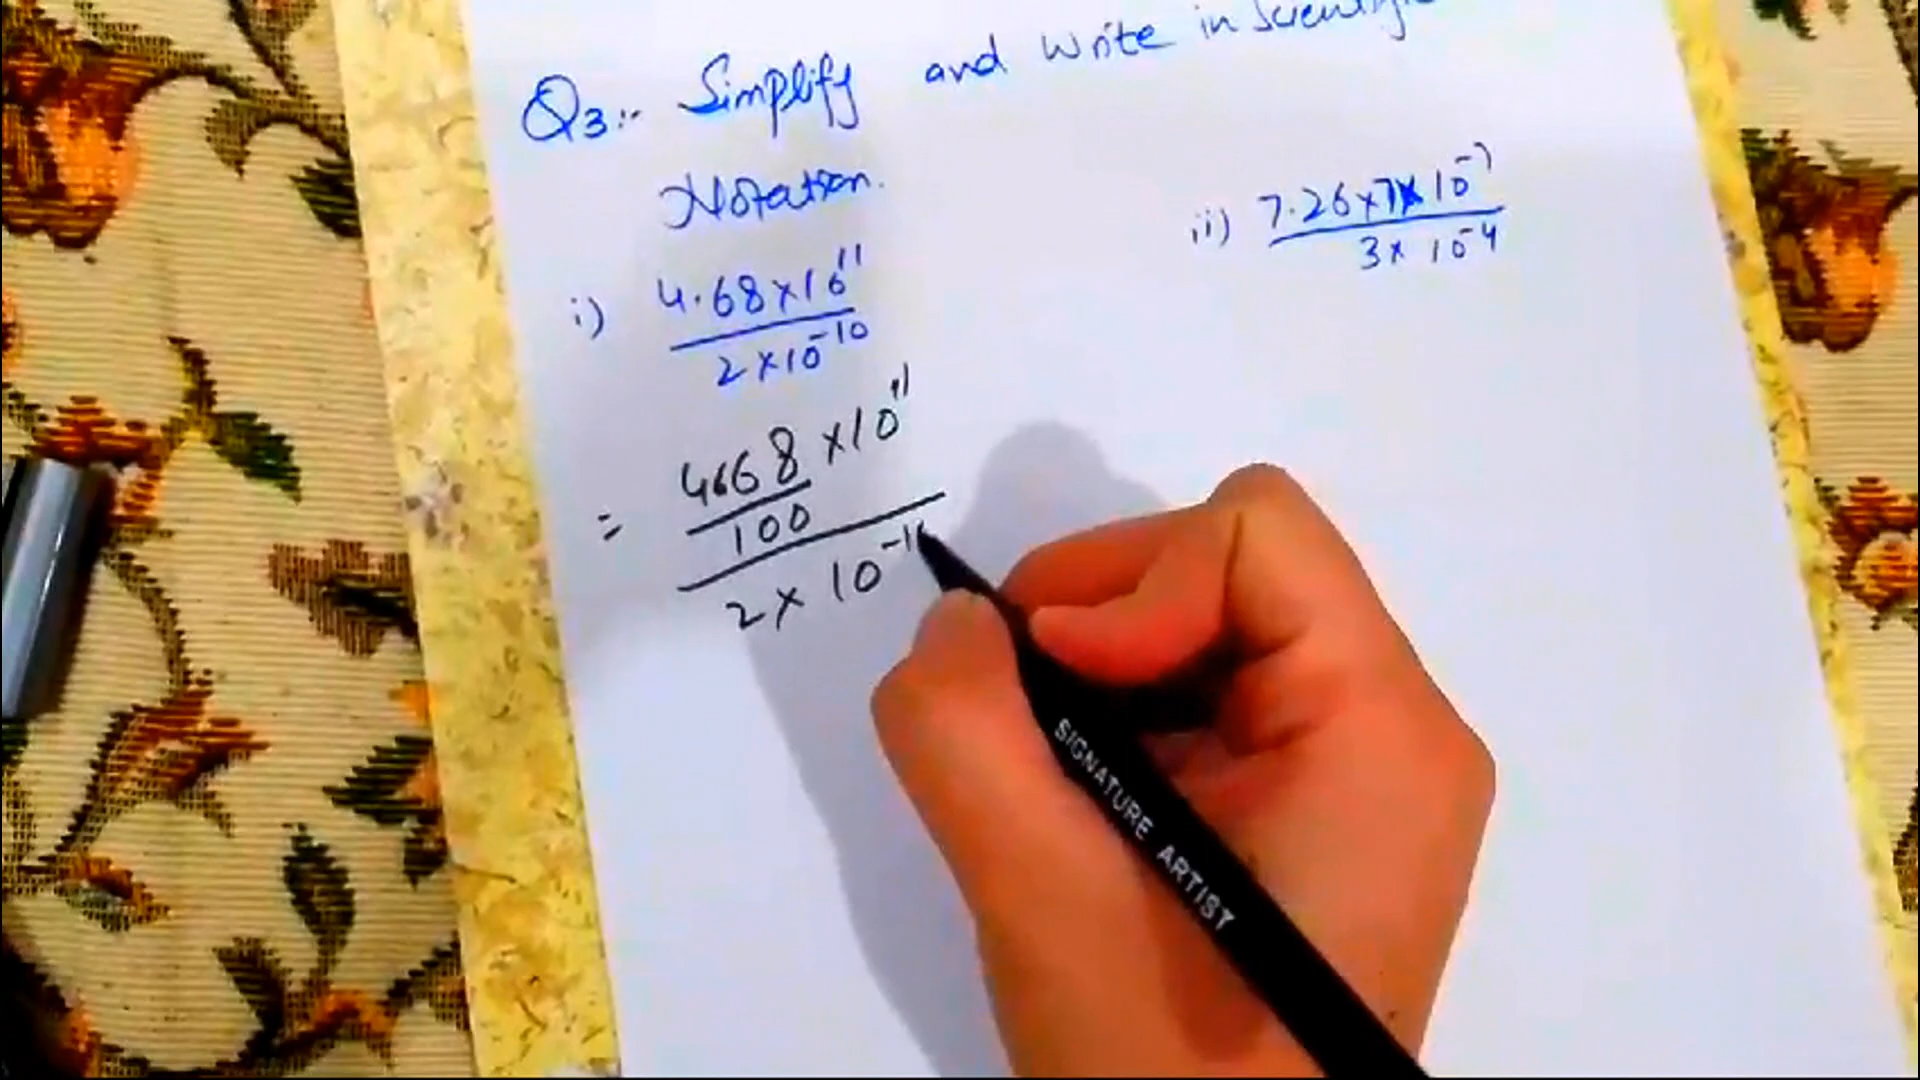 Q3:- Simplify and Write in
Notation.
i) 4.68×10¹¹
2×10⁻¹⁰
ii) 7.26×7×10⁻⁷
3× 10⁻⁴
= 468 ×10¹¹
100
2× 10
SIGNATURE ARTIST